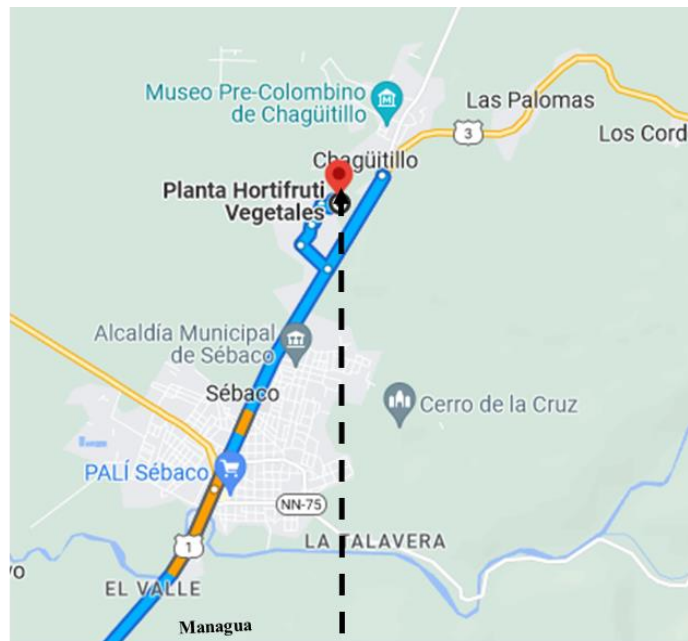 Museo Pre-Colombino
de Chagüitillo
Las Palomas
3
Los Cord
Chagüitillo
Planta Hortifruti
Vegetales
Alcaldía Municipal
de Sébaco
Sébaco
Cerro de la Cruz
PALÍ Sébaco
NN-75
LA TALAVERA
1
vo
EL VALLE
Managua